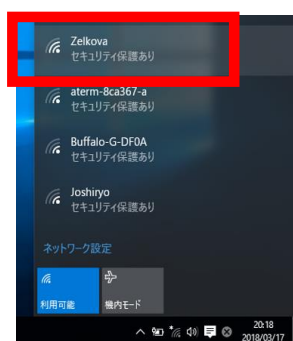 Zelkova
セキュリティ保護あり
aterm-8ca367-a
セキュリティ保護あり
Buffalo-G-DF0A
セキュリティ保護あり
Joshiryo
セキュリティ保護あり
ネットワーク設定
利用可能
機内モード
20:18
2018/03/17